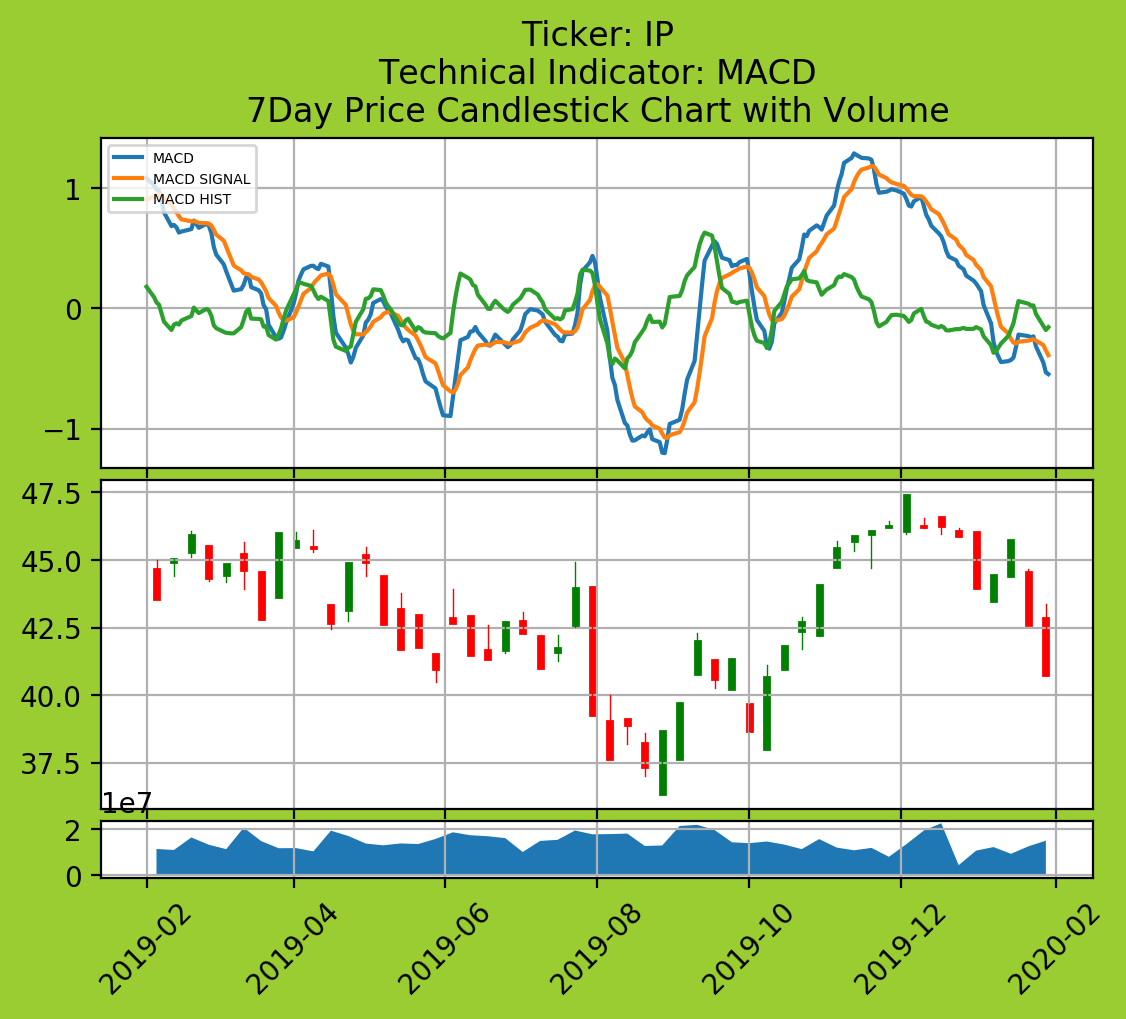 Ticker: IP
Technical Indicator: MACD
7Day Price Candlestick Chart with Volume
MACD
MACD SIGNAL
MACD HIST
1
0
−1
47.5
45.0
42.5
40.0
37.5
1e7
2
0
2019-02
2019-04
2019-06
2019-08
2019-10
2019-12
2020-02